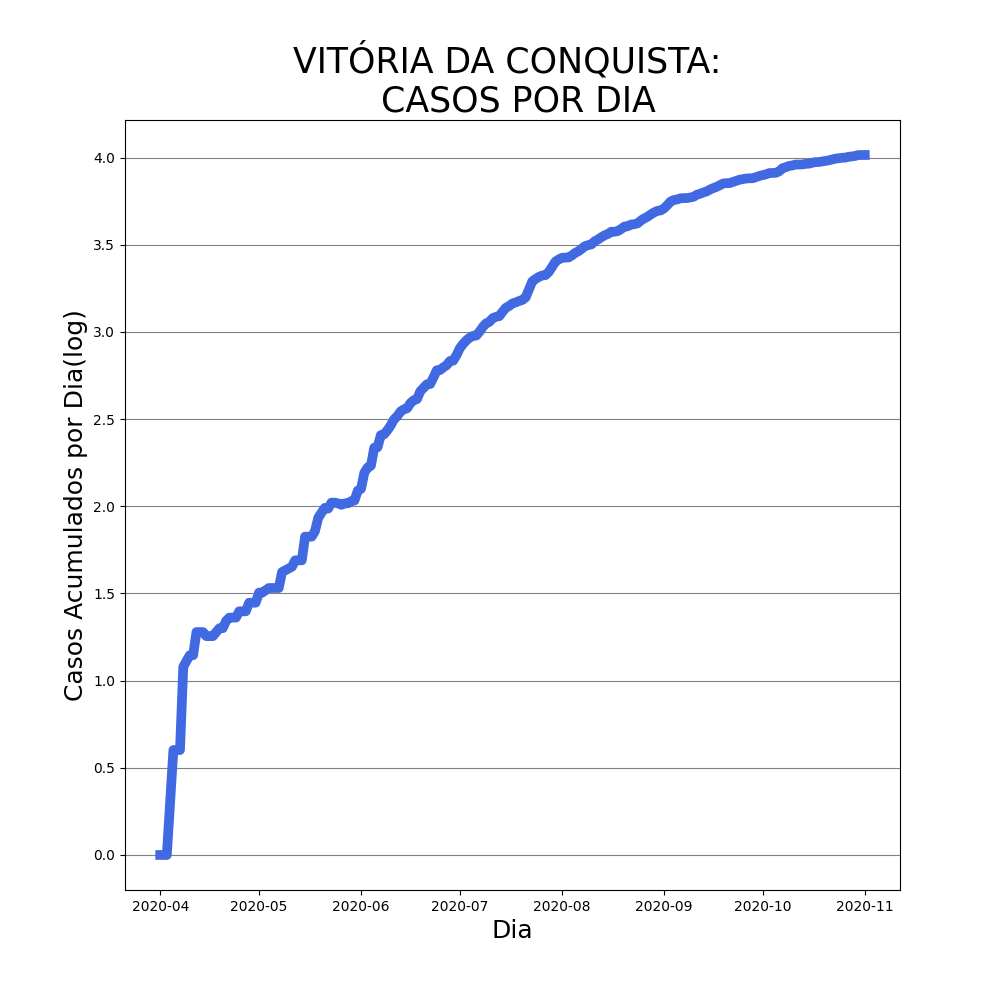 VITÓRIA DA CONQUISTA:
CASOS POR DIA
Casos Acumulados por Dia(log)
4.0
3.5
3.0
2.5
2.0
1.5
1.0
0.5
0.0
2020-04 2020-05 2020-06 2020-07 2020-08 2020-09 2020-10 2020-11
Dia